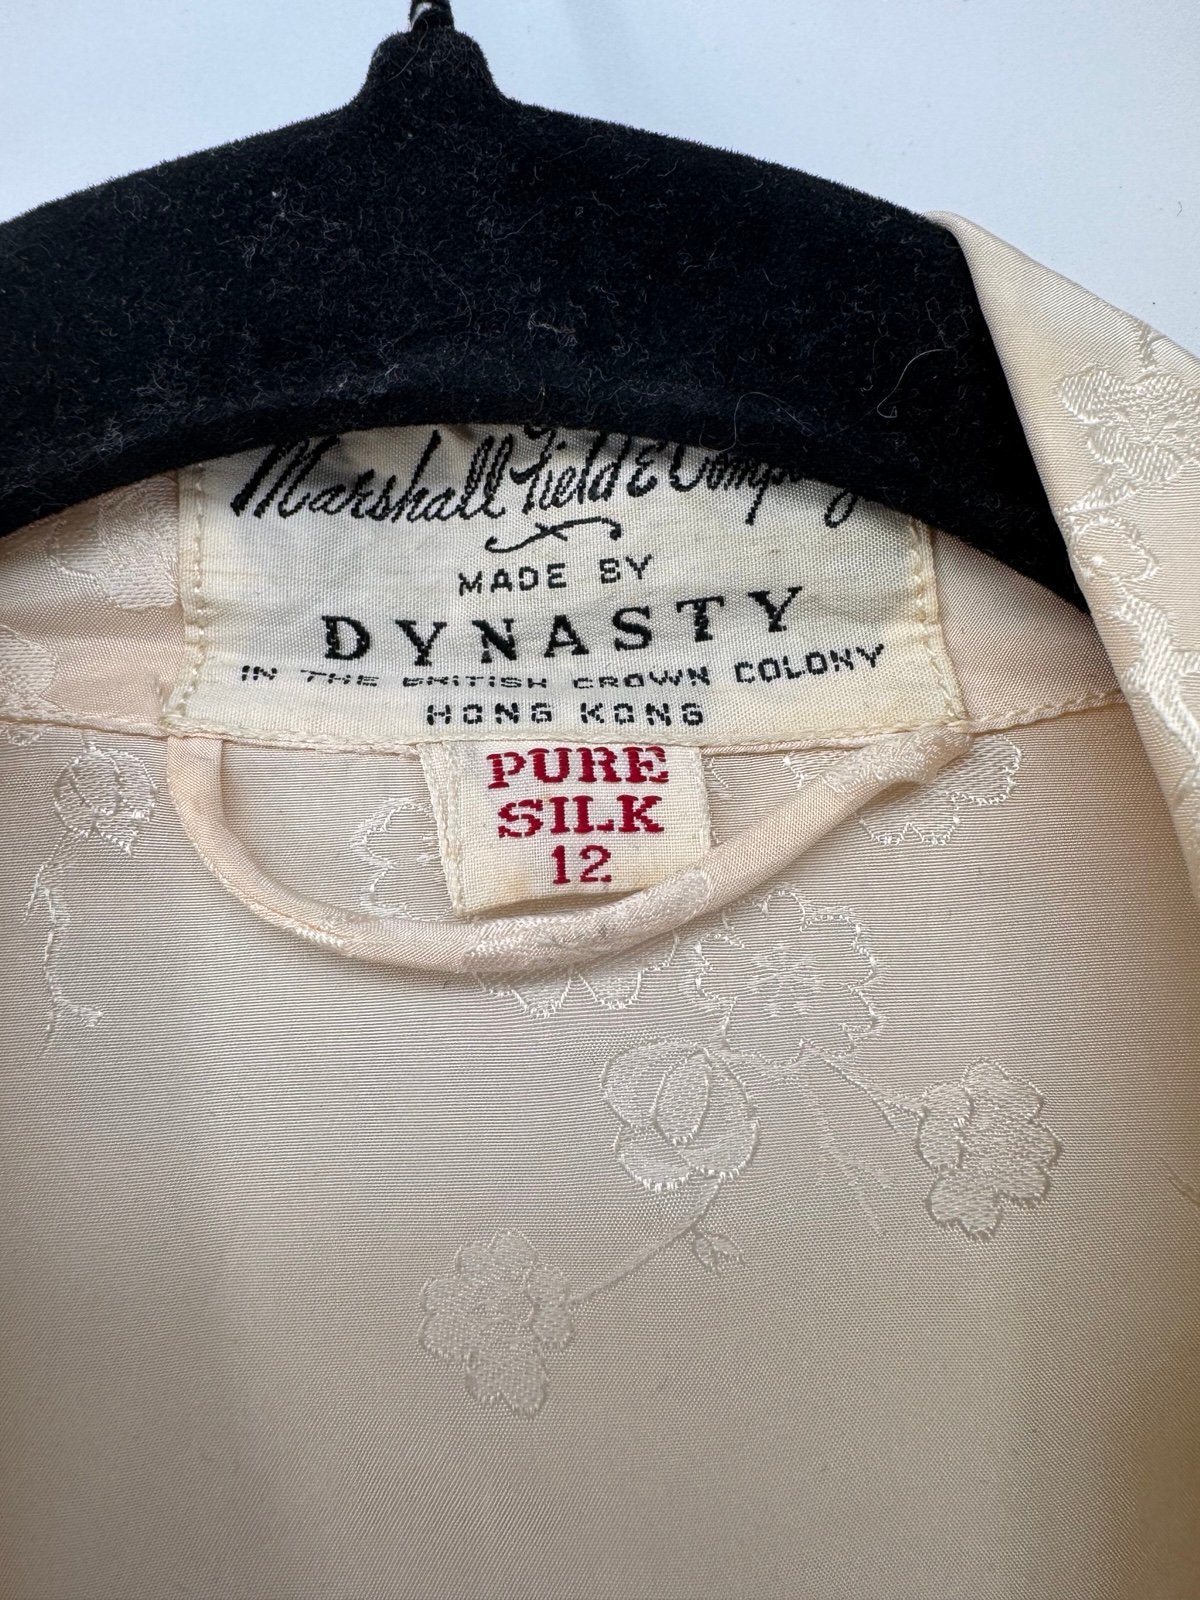 Marshall Field & Company
MADE BY
DYNASTY
IN THE BRITISH CROWN COLONY
HONG KONG
PURE
SILK
12